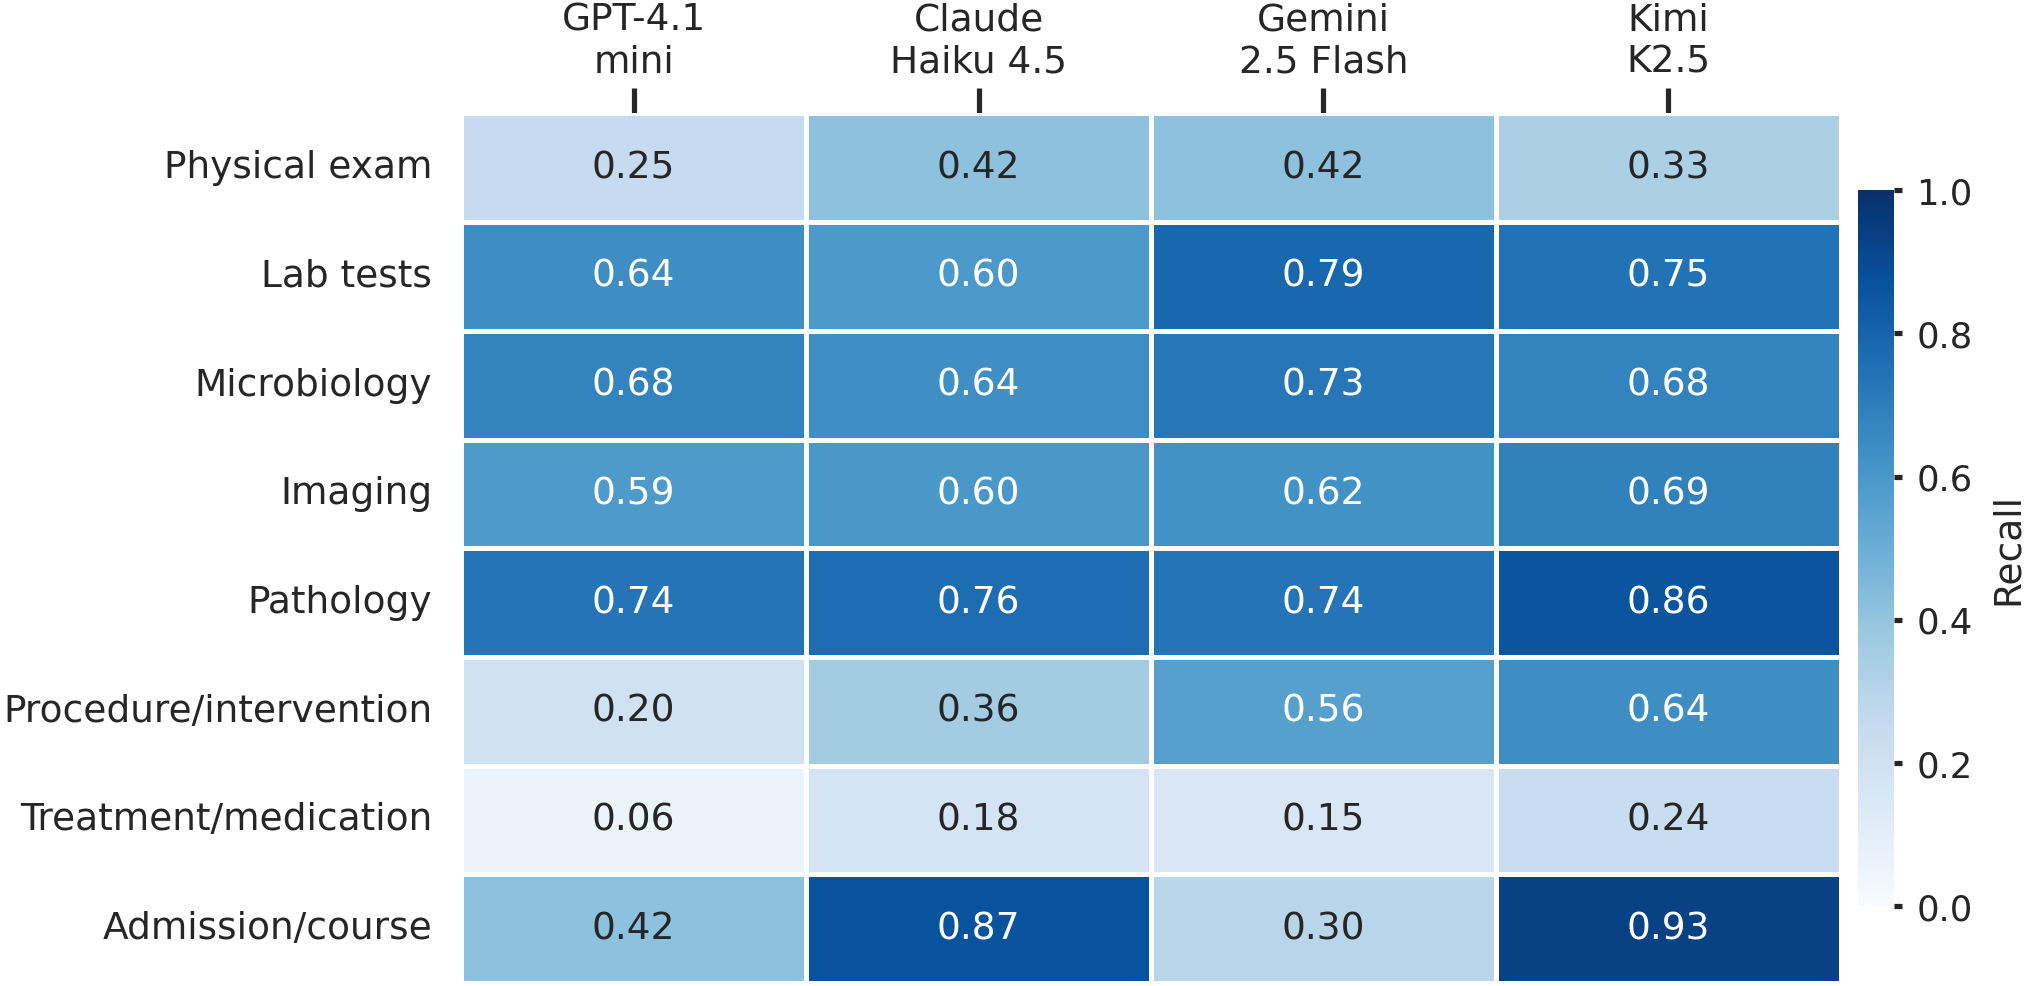 GPT-4.1 mini
Claude Haiku 4.5
Gemini 2.5 Flash
Kimi K2.5
Physical exam 0.25 0.42 0.42 0.33
Lab tests 0.64 0.60 0.79 0.75
Microbiology 0.68 0.64 0.73 0.68
Imaging 0.59 0.60 0.62 0.69
Pathology 0.74 0.76 0.74 0.86
Procedure/intervention 0.20 0.36 0.56 0.64
Treatment/medication 0.06 0.18 0.15 0.24
Admission/course 0.42 0.87 0.30 0.93
1.0
0.8
0.6
0.4
0.2
0.0
Recall